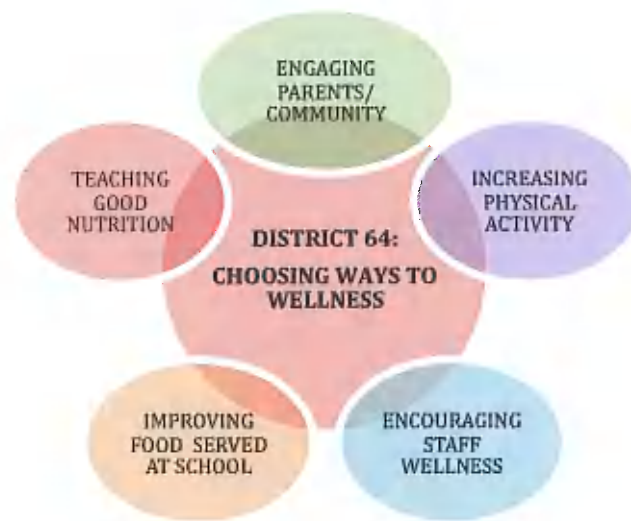 ENGAGING
PARENTS/
COMMUNITY
TEACHING
GOOD
NUTRITION
INCREASING
PHYSICAL
ACTIVITY
DISTRICT 64:
CHOOSING WAYS TO
WELLNESS
IMPROVING
FOOD SERVED
AT SCHOOL
ENCOURAGING
STAFF
WELLNESS